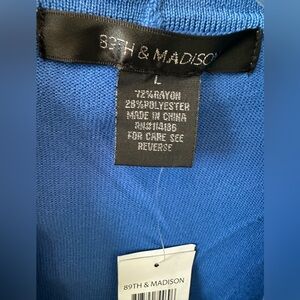 89TH & MADISON
L
72%RAYON
28%POLYESTER
MADE IN CHINA
RN#114186
FOR CARE SEE
REVERSE
89TH & MADISON